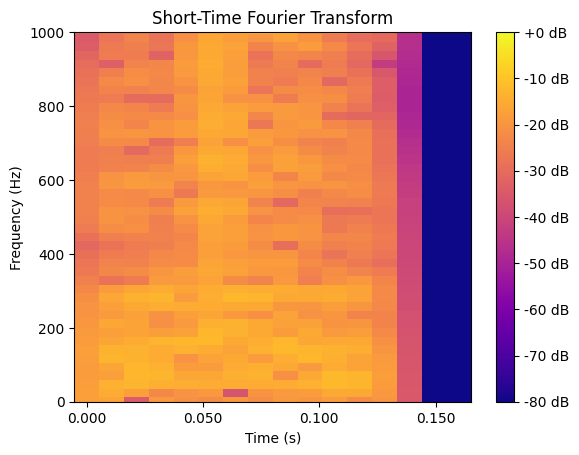 Short-Time Fourier Transform
1000
800
600
400
200
0
Frequency (Hz)
0.000
0.050
0.100
0.150
Time (s)
+0 dB
-10 dB
-20 dB
-30 dB
-40 dB
-50 dB
-60 dB
-70 dB
-80 dB